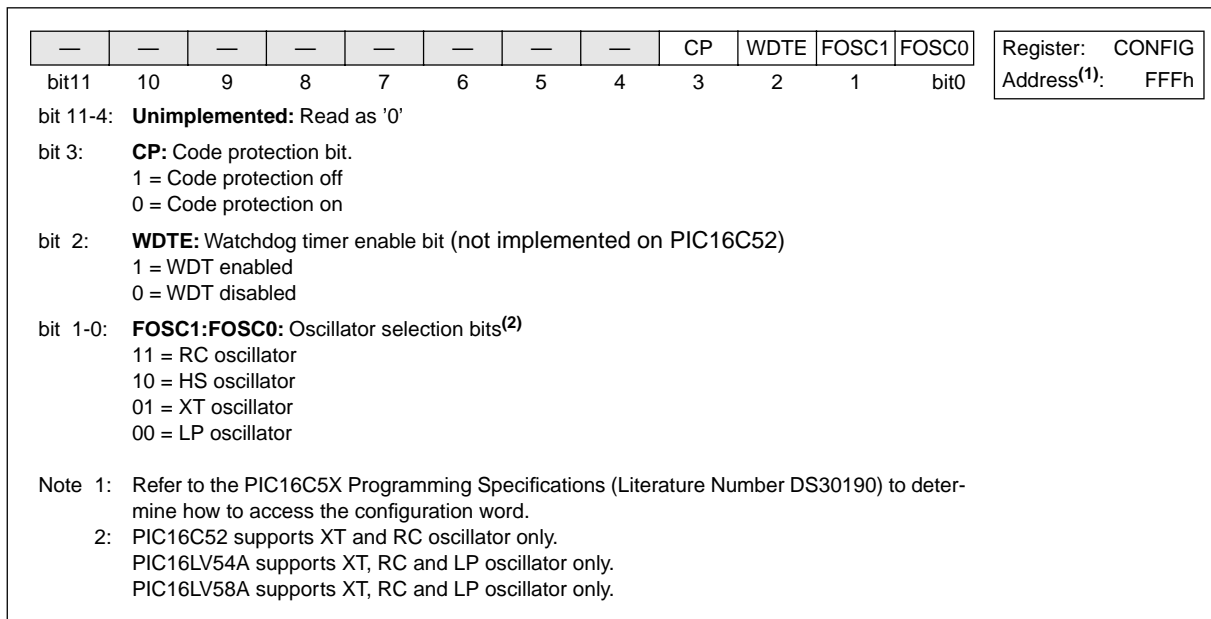 — — — — — — — — CP WDTE FOSC1 FOSC0
bit11 10 9 8 7 6 5 4 3 2 1 bit0
Register: CONFIG
Address(1): FFFh
bit 11-4: Unimplemented: Read as '0'
bit 3: CP: Code protection bit.
1 = Code protection off
0 = Code protection on
bit 2: WDTE: Watchdog timer enable bit (not implemented on PIC16C52)
1 = WDT enabled
0 = WDT disabled
bit 1-0: FOSC1:FOSC0: Oscillator selection bits(2)
11 = RC oscillator
10 = HS oscillator
01 = XT oscillator
00 = LP oscillator
Note 1: Refer to the PIC16C5X Programming Specifications (Literature Number DS30190) to deter-
mine how to access the configuration word.
2: PIC16C52 supports XT and RC oscillator only.
PIC16LV54A supports XT, RC and LP oscillator only.
PIC16LV58A supports XT, RC and LP oscillator only.